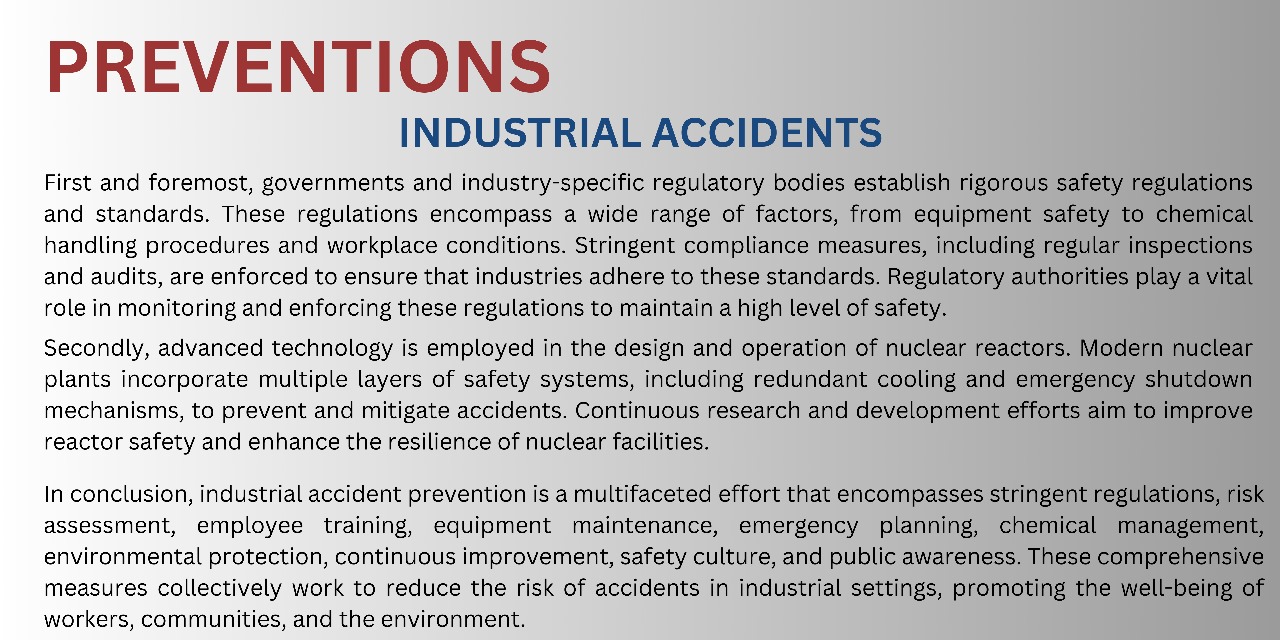 PREVENTIONS
INDUSTRIAL ACCIDENTS
First and foremost, governments and industry-specific regulatory bodies establish rigorous safety regulations
and standards. These regulations encompass a wide range of factors, from equipment safety to chemical
handling procedures and workplace conditions. Stringent compliance measures, including regular inspections
and audits, are enforced to ensure that industries adhere to these standards. Regulatory authorities play a vital
role in monitoring and enforcing these regulations to maintain a high level of safety.
Secondly, advanced technology is employed in the design and operation of nuclear reactors. Modern nuclear
plants incorporate multiple layers of safety systems, including redundant cooling and emergency shutdown
mechanisms, to prevent and mitigate accidents. Continuous research and development efforts aim to improve
reactor safety and enhance the resilience of nuclear facilities.
In conclusion, industrial accident prevention is a multifaceted effort that encompasses stringent regulations, risk
assessment, employee training, equipment maintenance, emergency planning, chemical management,
environmental protection, continuous improvement, safety culture, and public awareness. These comprehensive
measures collectively work to reduce the risk of accidents in industrial settings, promoting the well-being of
workers, communities, and the environment.